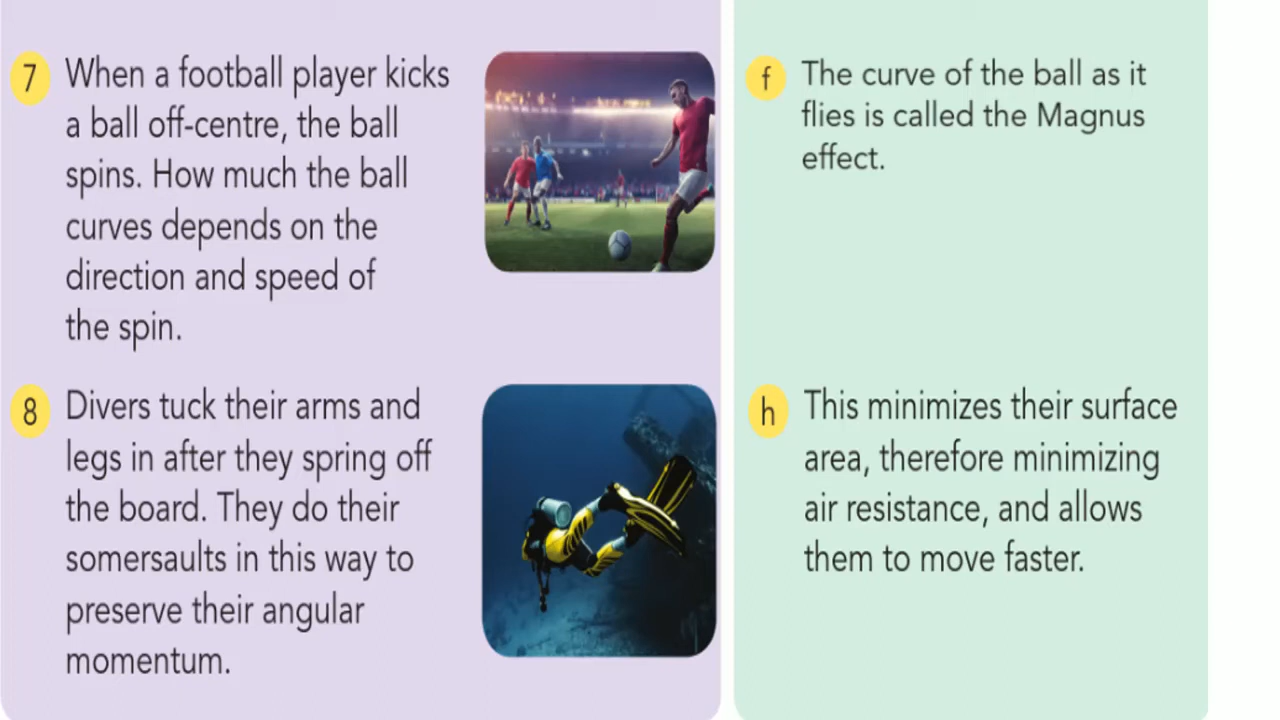 7
When a football player kicks
a ball off-centre, the ball
spins. How much the ball
curves depends on the
direction and speed of
the spin.
f
The curve of the ball as it
flies is called the Magnus
effect.
8
Divers tuck their arms and
legs in after they spring off
the board. They do their
somersaults in this way to
preserve their angular
momentum.
h
This minimizes their surface
area, therefore minimizing
air resistance, and allows
them to move faster.